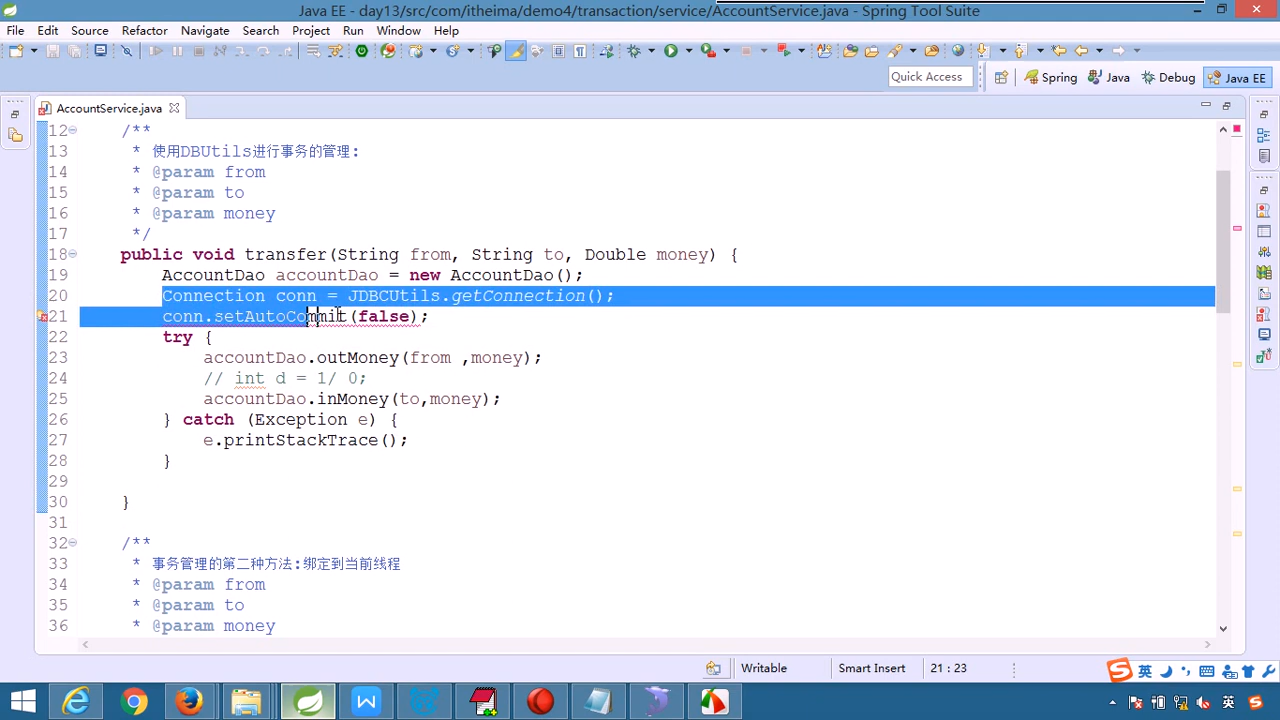 Java EE - day13/src/com/itheima/demo4/transaction/service/AccountService.java - Spring Tool Suite
File Edit Source Refactor Navigate Search Project Run Window Help
Quick Access Spring Java Debug Java EE
AccountService.java
12 /**
13 * 使用DBUtils进行事务的管理:
14 * @param from
15 * @param to
16 * @param money
17 */
18 public void transfer(String from, String to, Double money) {
19 AccountDao accountDao = new AccountDao();
20 Connection conn = JDBCUtils.getConnection();
21 conn.setAutoCommit(false);
22 try {
23 accountDao.outMoney(from ,money);
24 // int d = 1/ 0;
25 accountDao.inMoney(to,money);
26 } catch (Exception e) {
27 e.printStackTrace();
28 }
29
30 }
31
32 /**
33 * 事务管理的第二种方法:绑定到当前线程
34 * @param from
35 * @param to
36 * @param money
Writable Smart Insert 21 : 23
英
英